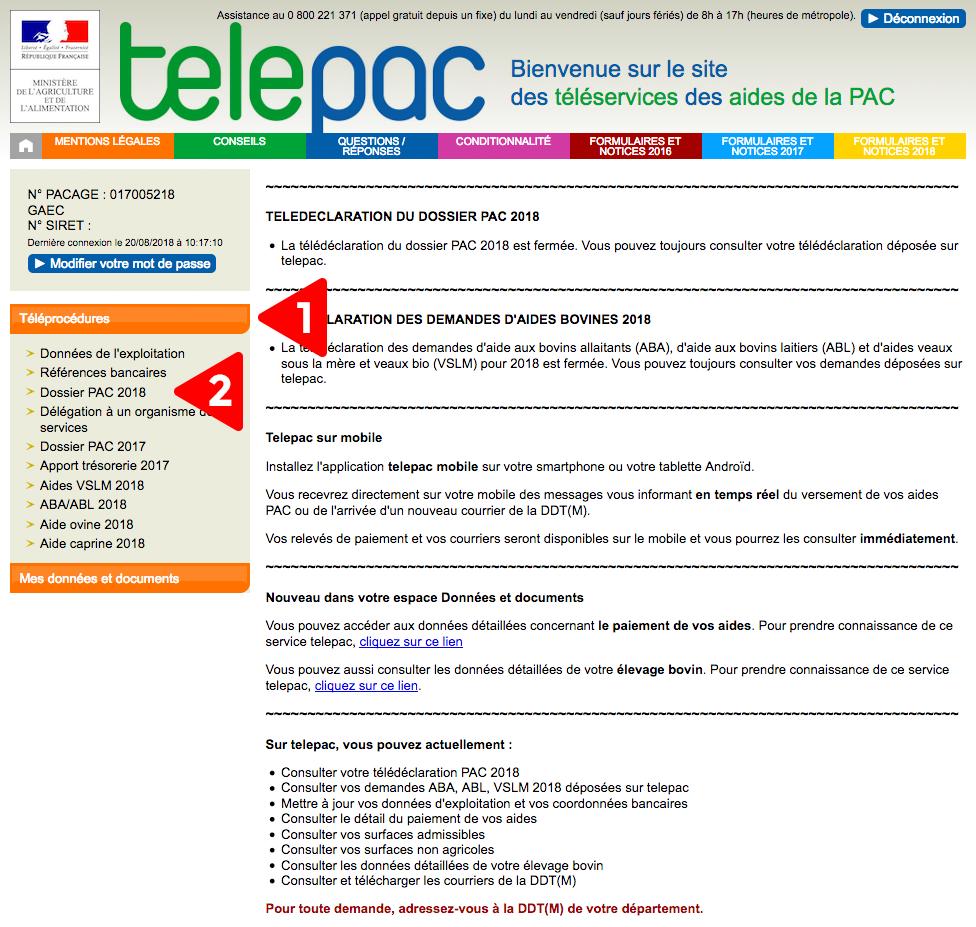 Assistance au 0 800 221 371 (appel gratuit depuis un fixe) du lundi au vendredi (sauf jours fériés) de 8h à 17h (heures de métropole).
Déconnexion
Liberté • Égalité • Fraternité
RÉPUBLIQUE FRANÇAISE
MINISTÈRE
DE L'AGRICULTURE
ET DE
L'ALIMENTATION
telepac
Bienvenue sur le site
des téléservices des aides de la PAC
MENTIONS LÉGALES
CONSEILS
QUESTIONS /
RÉPONSES
CONDITIONNALITÉ
FORMULAIRES ET
NOTICES 2016
FORMULAIRES ET
NOTICES 2017
FORMULAIRES ET
NOTICES 2018
N° PACAGE : 017005218
GAEC
N° SIRET :
Dernière connexion le 20/08/2018 à 10:17:10
Modifier votre mot de passe
Téléprocédures
1
Données de l'exploitation
Références bancaires
Dossier PAC 2018
2
Délégation à un organisme
services
Dossier PAC 2017
Apport trésorerie 2017
Aides VSLM 2018
ABA/ABL 2018
Aide ovine 2018
Aide caprine 2018
Mes données et documents
~~~~~~~~~~~~~~~~~~~~~~~~~~~~~~~~~~~~~~~~~~~~~~~~~~~~~~~~~~~~~~~~~~~~~~~~~~~~~~~~~~~~~
TELEDECLARATION DU DOSSIER PAC 2018
• La télédéclaration du dossier PAC 2018 est fermée. Vous pouvez toujours consulter votre télédéclaration déposée sur
telepac.
~~~~~~~~~~~~~~~~~~~~~~~~~~~~~~~~~~~~~~~~~~~~~~~~~~~~~~~~~~~~~~~~~~~~~~~~~~~~~~~~~~~~~
LARATION DES DEMANDES D'AIDES BOVINES 2018
• La déclaration des demandes d'aide aux bovins allaitants (ABA), d'aide aux bovins laitiers (ABL) et d'aides veaux
sous la mère et veaux bio (VSLM) pour 2018 est fermée. Vous pouvez toujours consulter vos demandes déposées sur
telepac.
~~~~~~~~~~~~~~~~~~~~~~~~~~~~~~~~~~~~~~~~~~~~~~~~~~~~~~~~~~~~~~~~~~~~~~~~~~~~~~~~~~~~~
Telepac sur mobile
Installez l'application telepac mobile sur votre smartphone ou votre tablette Androïd.
Vous recevrez directement sur votre mobile des messages vous informant en temps réel du versement de vos aides
PAC ou de l'arrivée d'un nouveau courrier de la DDT(M).
Vos relevés de paiement et vos courriers seront disponibles sur le mobile et vous pourrez les consulter immédiatement.
~~~~~~~~~~~~~~~~~~~~~~~~~~~~~~~~~~~~~~~~~~~~~~~~~~~~~~~~~~~~~~~~~~~~~~~~~~~~~~~~~~~~~
Nouveau dans votre espace Données et documents
Vous pouvez accéder aux données détaillées concernant le paiement de vos aides. Pour prendre connaissance de ce
service telepac, cliquez sur ce lien
Vous pouvez aussi consulter les données détaillées de votre élevage bovin. Pour prendre connaissance de ce service
telepac, cliquez sur ce lien.
~~~~~~~~~~~~~~~~~~~~~~~~~~~~~~~~~~~~~~~~~~~~~~~~~~~~~~~~~~~~~~~~~~~~~~~~~~~~~~~~~~~~~
Sur telepac, vous pouvez actuellement :
• Consulter votre télédéclaration PAC 2018
• Consulter vos demandes ABA, ABL, VSLM 2018 déposées sur telepac
• Mettre à jour vos données d'exploitation et vos coordonnées bancaires
• Consulter le détail du paiement de vos aides
• Consulter vos surfaces admissibles
• Consulter vos surfaces non agricoles
• Consulter les données détaillées de votre élevage bovin
• Consulter et télécharger les courriers de la DDT(M)
Pour toute demande, adressez-vous à la DDT(M) de votre département.